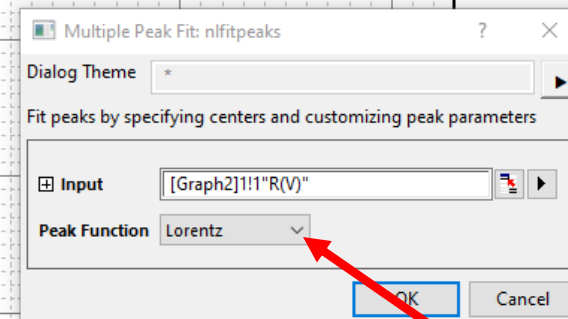 Multiple Peak Fit: nlfitpeaks ?
Dialog Theme *
Fit peaks by specifying centers and customizing peak parameters
Input [Graph2]1!1"R(V)"
Peak Function Lorentz
OK Cancel